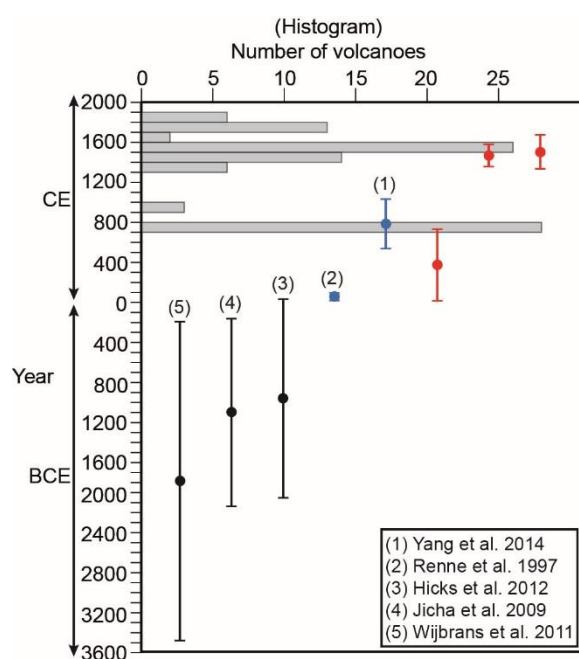 (Histogram)
Number of volcanoes
0 5 10 15 20 25
2000
1600
1200
800
400
0
400
800
1200
1600
2000
2400
2800
3200
3600
CE
Year
BCE
(1)
(2)
(3)
(4)
(5)
(1) Yang et al. 2014
(2) Renne et al. 1997
(3) Hicks et al. 2012
(4) Jicha et al. 2009
(5) Wijbrans et al. 2011